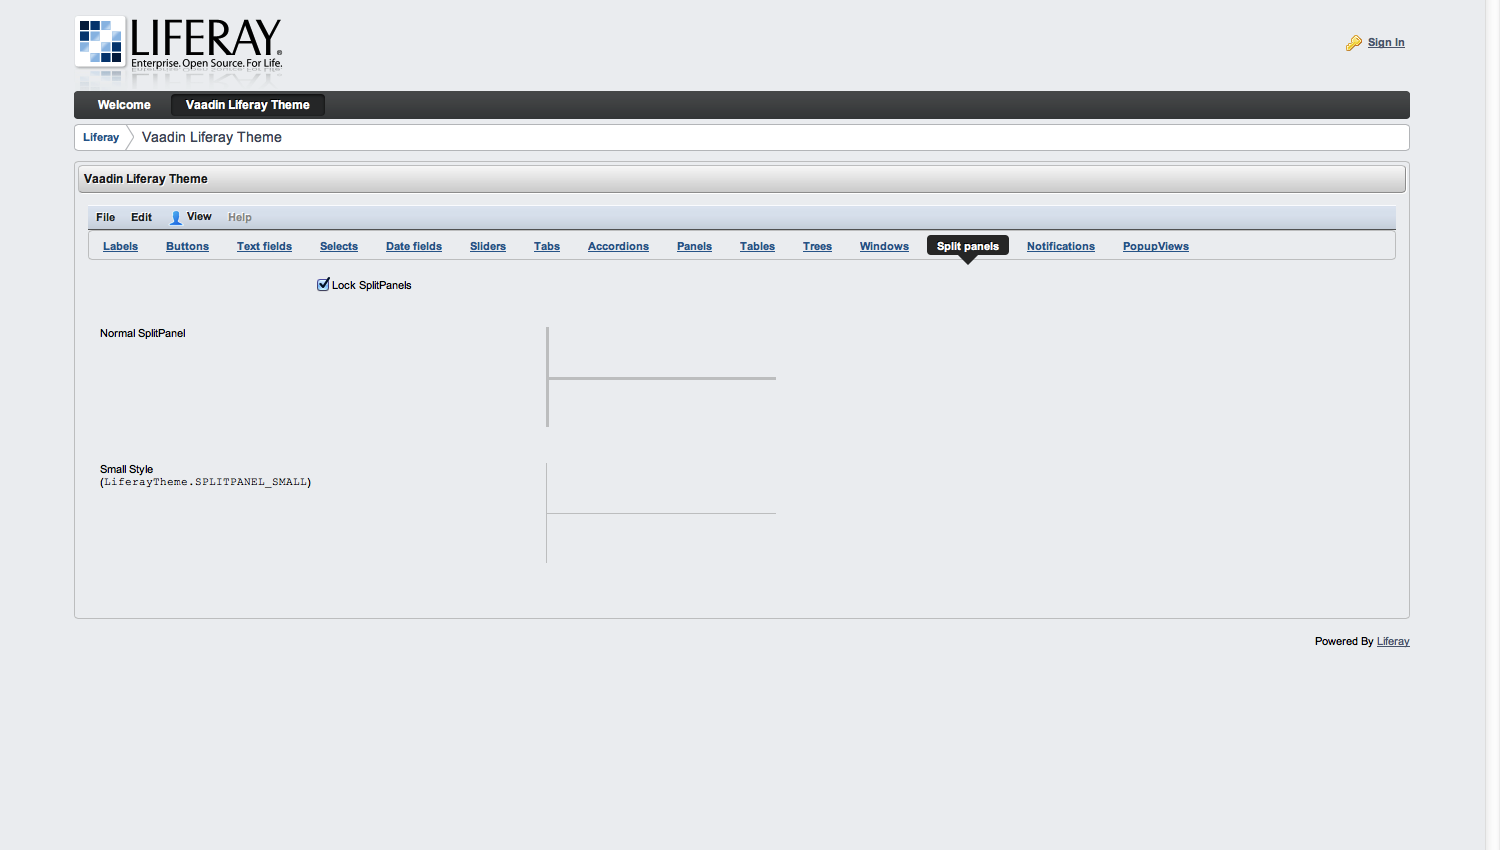 LIFERAY®
Enterprise. Open Source. For Life.
Sign In
Welcome Vaadin Liferay Theme
Liferay Vaadin Liferay Theme
Vaadin Liferay Theme
File Edit View Help
Labels Buttons Text fields Selects Date fields Sliders Tabs Accordions Panels Tables Trees Windows Split panels Notifications PopupViews
Lock SplitPanels
Normal SplitPanel
Small Style
(LiferayTheme.SPLITPANEL_SMALL)
Powered By Liferay